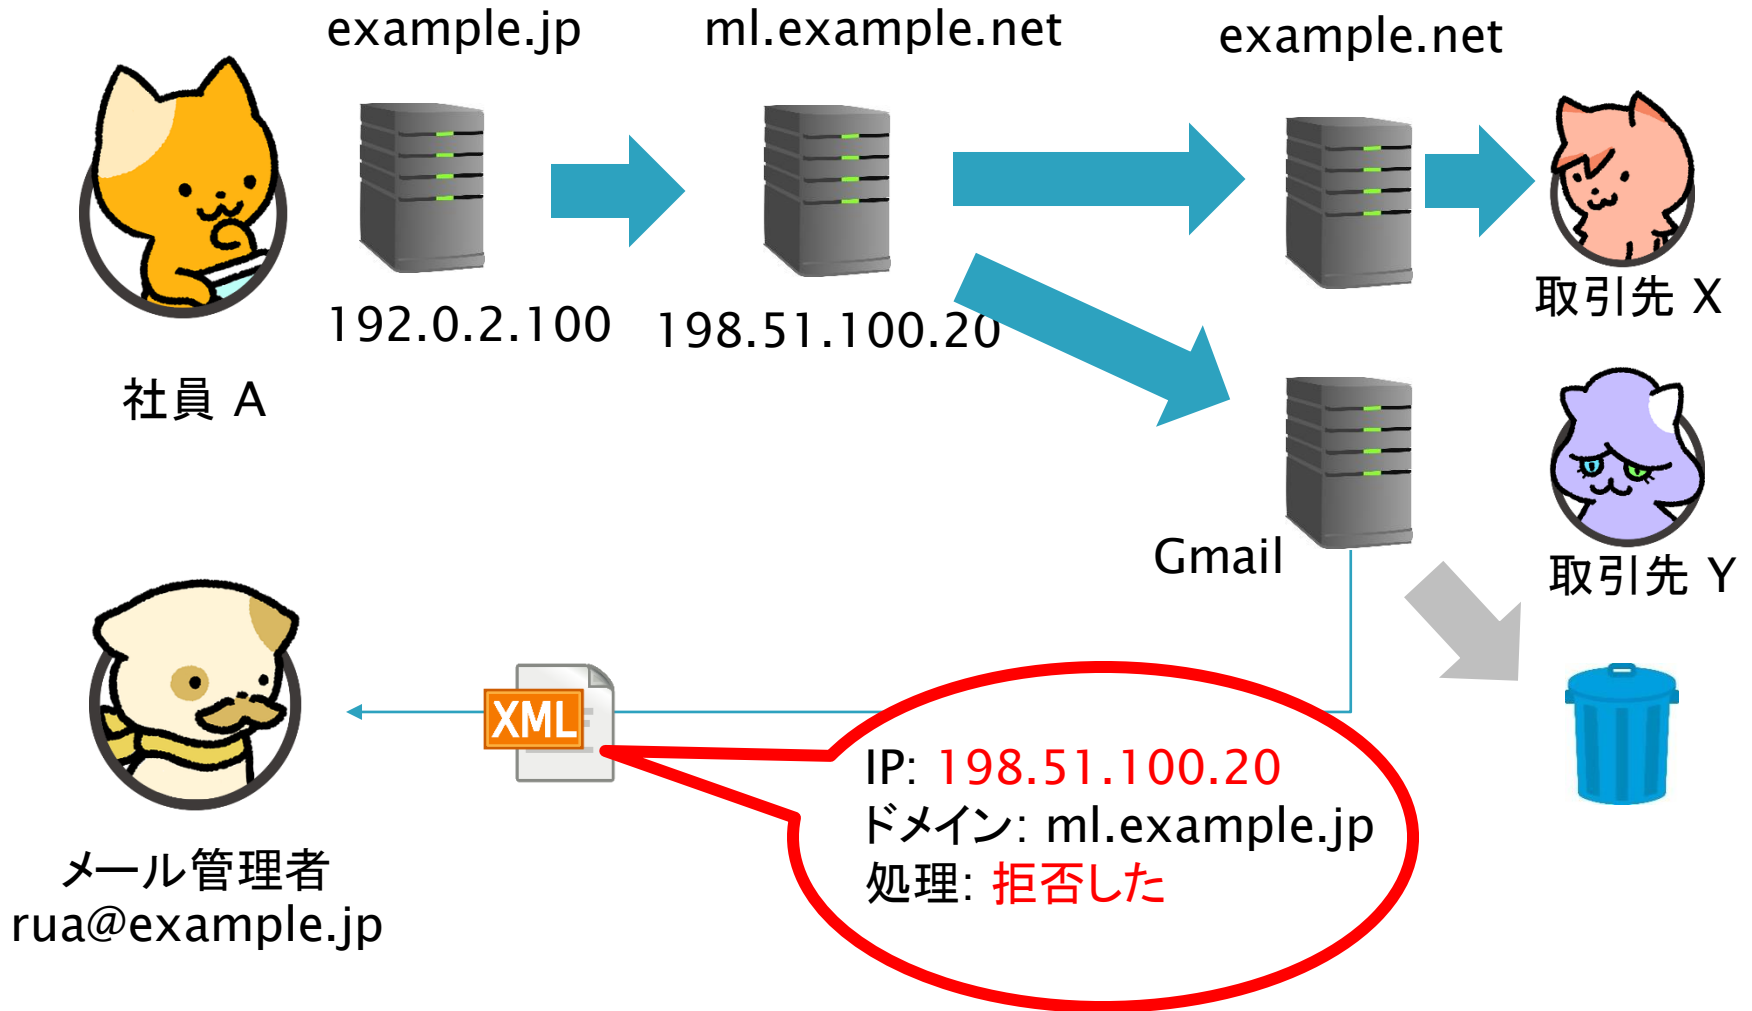 example.jp
ml.example.net
example.net
192.0.2.100
198.51.100.20
取引先 X
社員 A
Gmail
取引先 Y
XML
IP: 198.51.100.20
ドメイン: ml.example.jp
処理: 拒否した
メール管理者
rua@example.jp